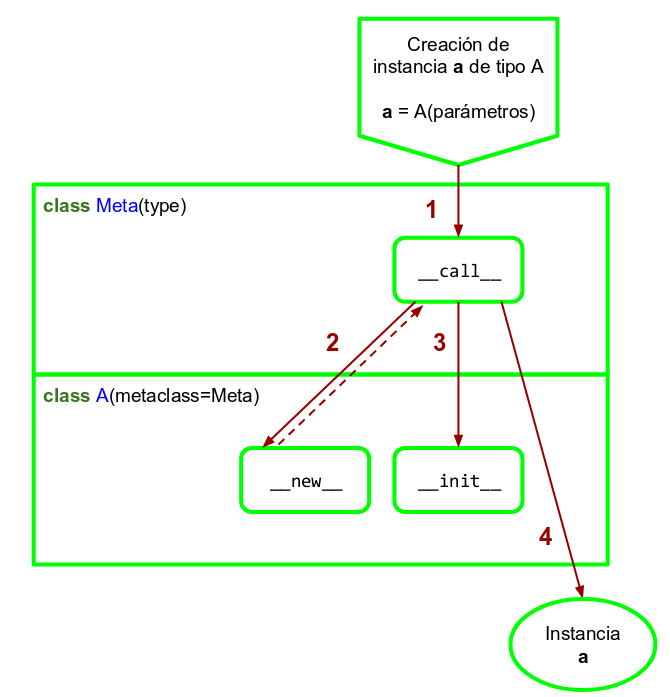 Creación de
instancia a de tipo A
a = A(parámetros)
class Meta(type)
1
__call__
2
3
class A(metaclass=Meta)
__new__
__init__
4
Instancia
a